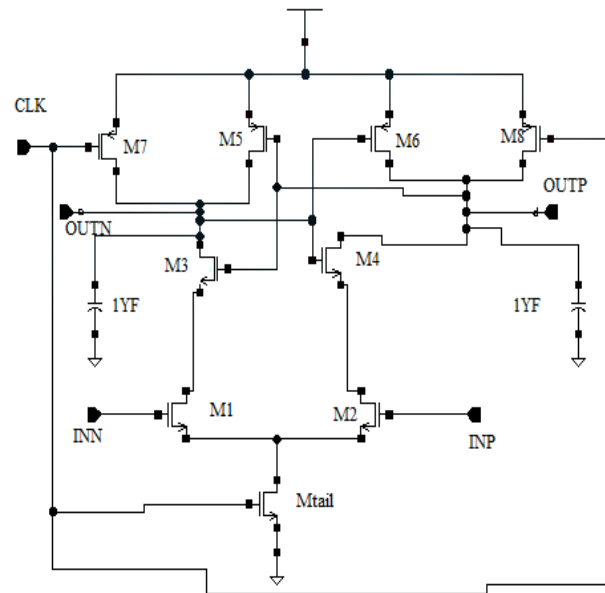 CLK
M7
M5
M6
M8
OUTN
OUTP
M3
M4
1YF
1YF
M1
M2
INN
INP
Mtail